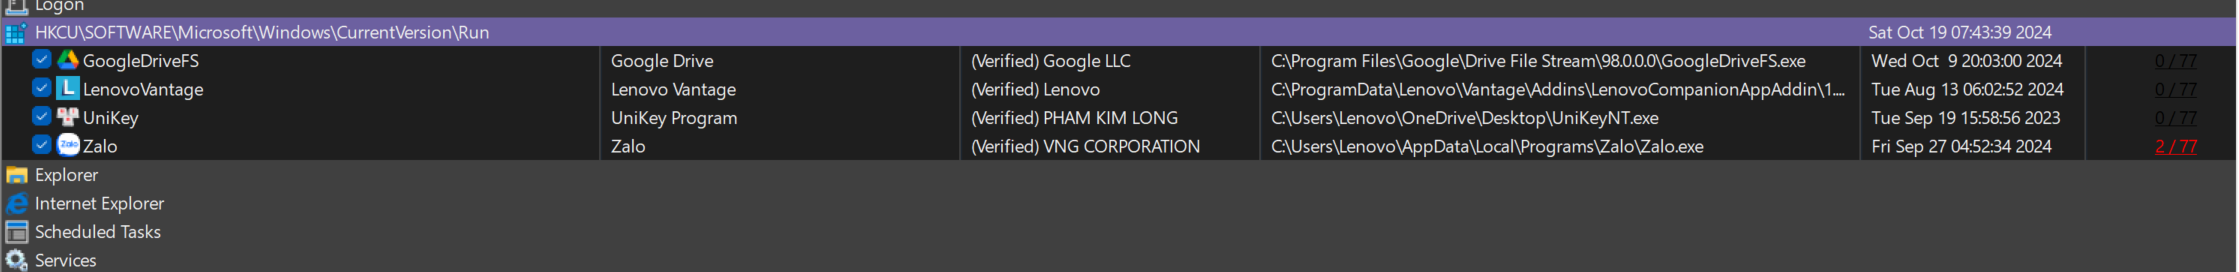 Logon
HKCU\SOFTWARE\Microsoft\Windows\CurrentVersion\Run Sat Oct 19 07:43:39 2024
GoogleDriveFS Google Drive (Verified) Google LLC C:\Program Files\Google\Drive File Stream\98.0.0.0\GoogleDriveFS.exe Wed Oct 9 20:03:00 2024 0 / 77
L LenovoVantage Lenovo Vantage (Verified) Lenovo C:\ProgramData\Lenovo\Vantage\Addins\LenovoCompanionAppAddin\1.... Tue Aug 13 06:02:52 2024 0 / 77
UniKey UniKey Program (Verified) PHAM KIM LONG C:\Users\Lenovo\OneDrive\Desktop\UniKeyNT.exe Tue Sep 19 15:58:56 2023 0 / 77
Zalo Zalo Zalo (Verified) VNG CORPORATION C:\Users\Lenovo\AppData\Local\Programs\Zalo\Zalo.exe Fri Sep 27 04:52:34 2024 2 / 77
Explorer
Internet Explorer
Scheduled Tasks
Services